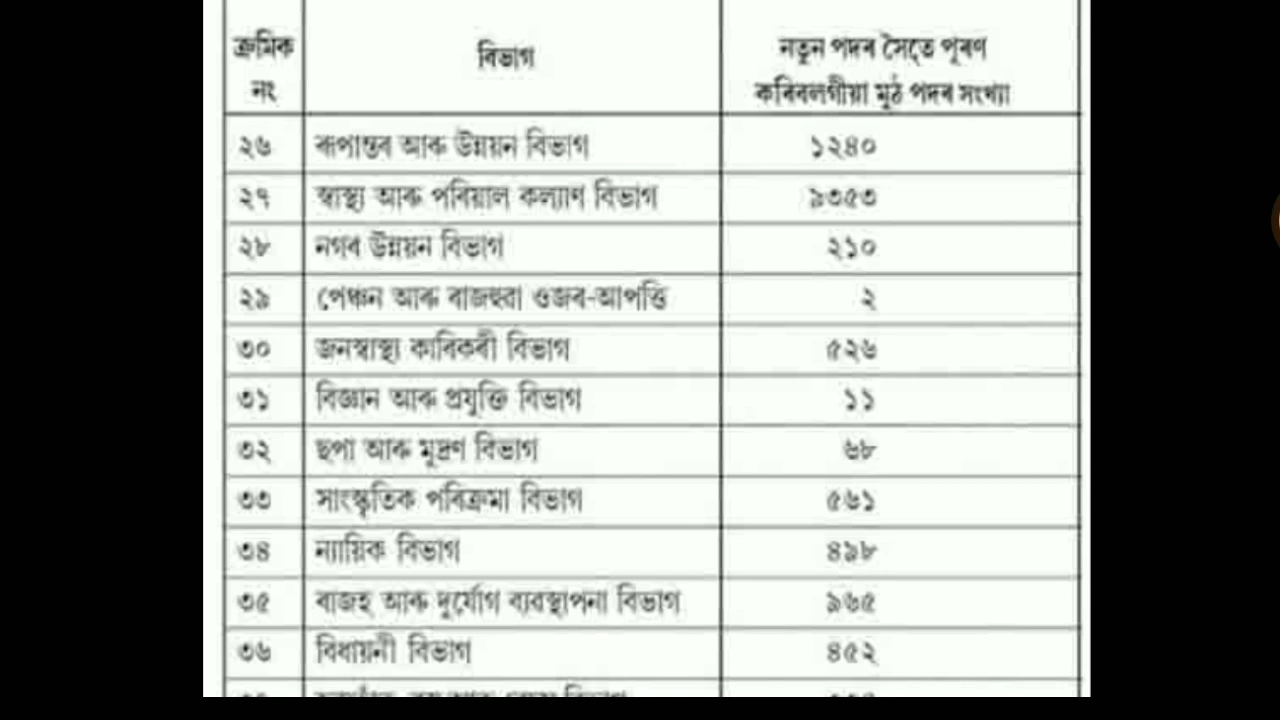 ক্ৰমিক নং বিভাগ নতুন পদৰ সৈতে পূৰণ কৰিবলগীয়া মুঠ পদৰ সংখ্যা
২৬ ৰূপান্তৰ আৰু উন্নয়ন বিভাগ ১২৪০
২৭ স্বাস্থ্য আৰু পৰিয়াল কল্যাণ বিভাগ ৯৩৫৩
২৮ নগৰ উন্নয়ন বিভাগ ২১০
২৯ পেঞ্চন আৰু ৰাজহুৱা ওজৰ-আপত্তি ২
৩০ জনস্বাস্থ্য কাৰিকৰী বিভাগ ৫২৬
৩১ বিজ্ঞান আৰু প্ৰযুক্তি বিভাগ ১১
৩২ ছপা আৰু মুদ্ৰণ বিভাগ ৬৮
৩৩ সাংস্কৃতিক পৰিক্ৰমা বিভাগ ৫৬১
৩৪ ন্যায়িক বিভাগ ৪৯৮
৩৫ ৰাজহ আৰু দুৰ্যোগ ব্যৱস্থাপনা বিভাগ ৯৬৫
৩৬ বিধায়নী বিভাগ ৪৫২